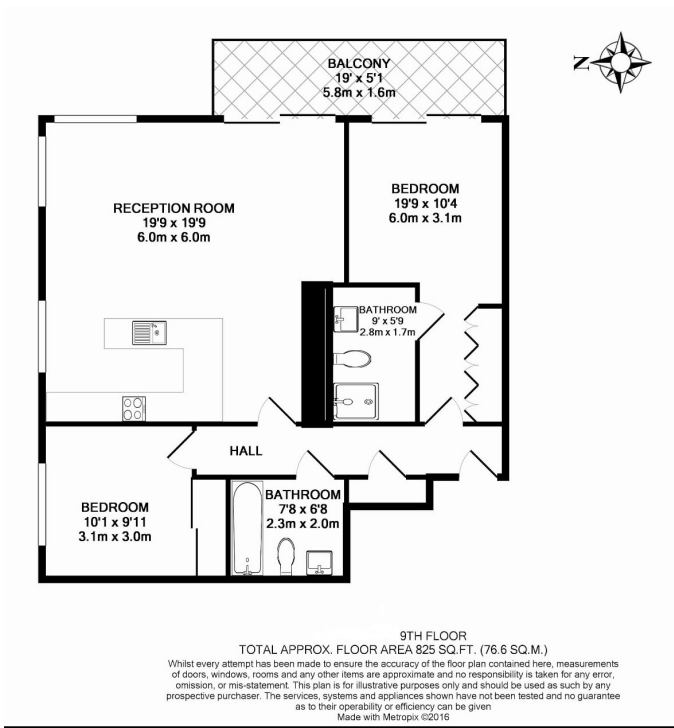 BALCONY
19' x 5'1
5.8m x 1.6m
N
RECEPTION ROOM
19'9 x 19'9
6.0m x 6.0m
BEDROOM
19'9 x 10'4
6.0m x 3.1m
BATHROOM
9' x 5'9
2.8m x 1.7m
HALL
BEDROOM
10'1 x 9'11
3.1m x 3.0m
BATHROOM
7'8 x 6'8
2.3m x 2.0m
9TH FLOOR
TOTAL APPROX. FLOOR AREA 825 SQ.FT. (76.6 SQ.M.)
Whilst every attempt has been made to ensure the accuracy of the floor plan contained here, measurements
of doors, windows, rooms and any other items are approximate and no responsibility is taken for any error,
omission, or mis-statement. This plan is for illustrative purposes only and should be used as such by any
prospective purchaser. The services, systems and appliances shown have not been tested and no guarantee
as to their operability or efficiency can be given
Made with Metropix ©2016